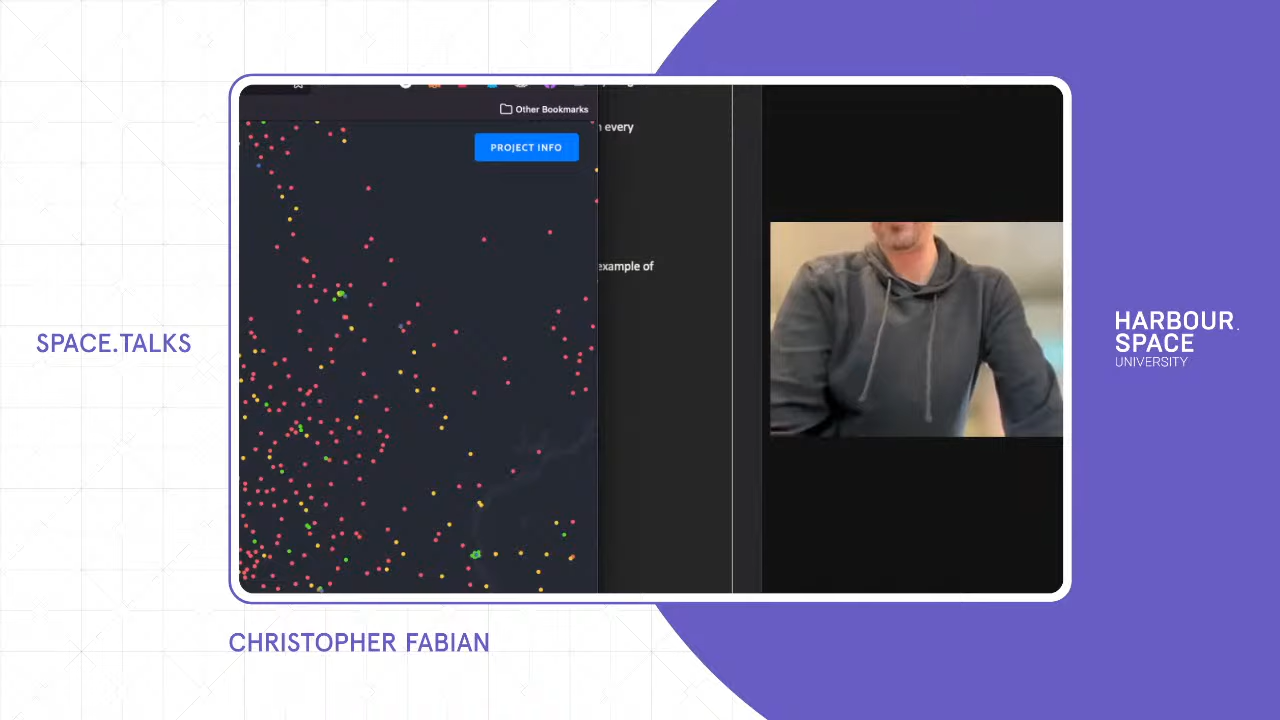 Other Bookmarks
PROJECT INFO
every
example of
SPACE.TALKS
HARBOUR.
SPACE
UNIVERSITY
CHRISTOPHER FABIAN